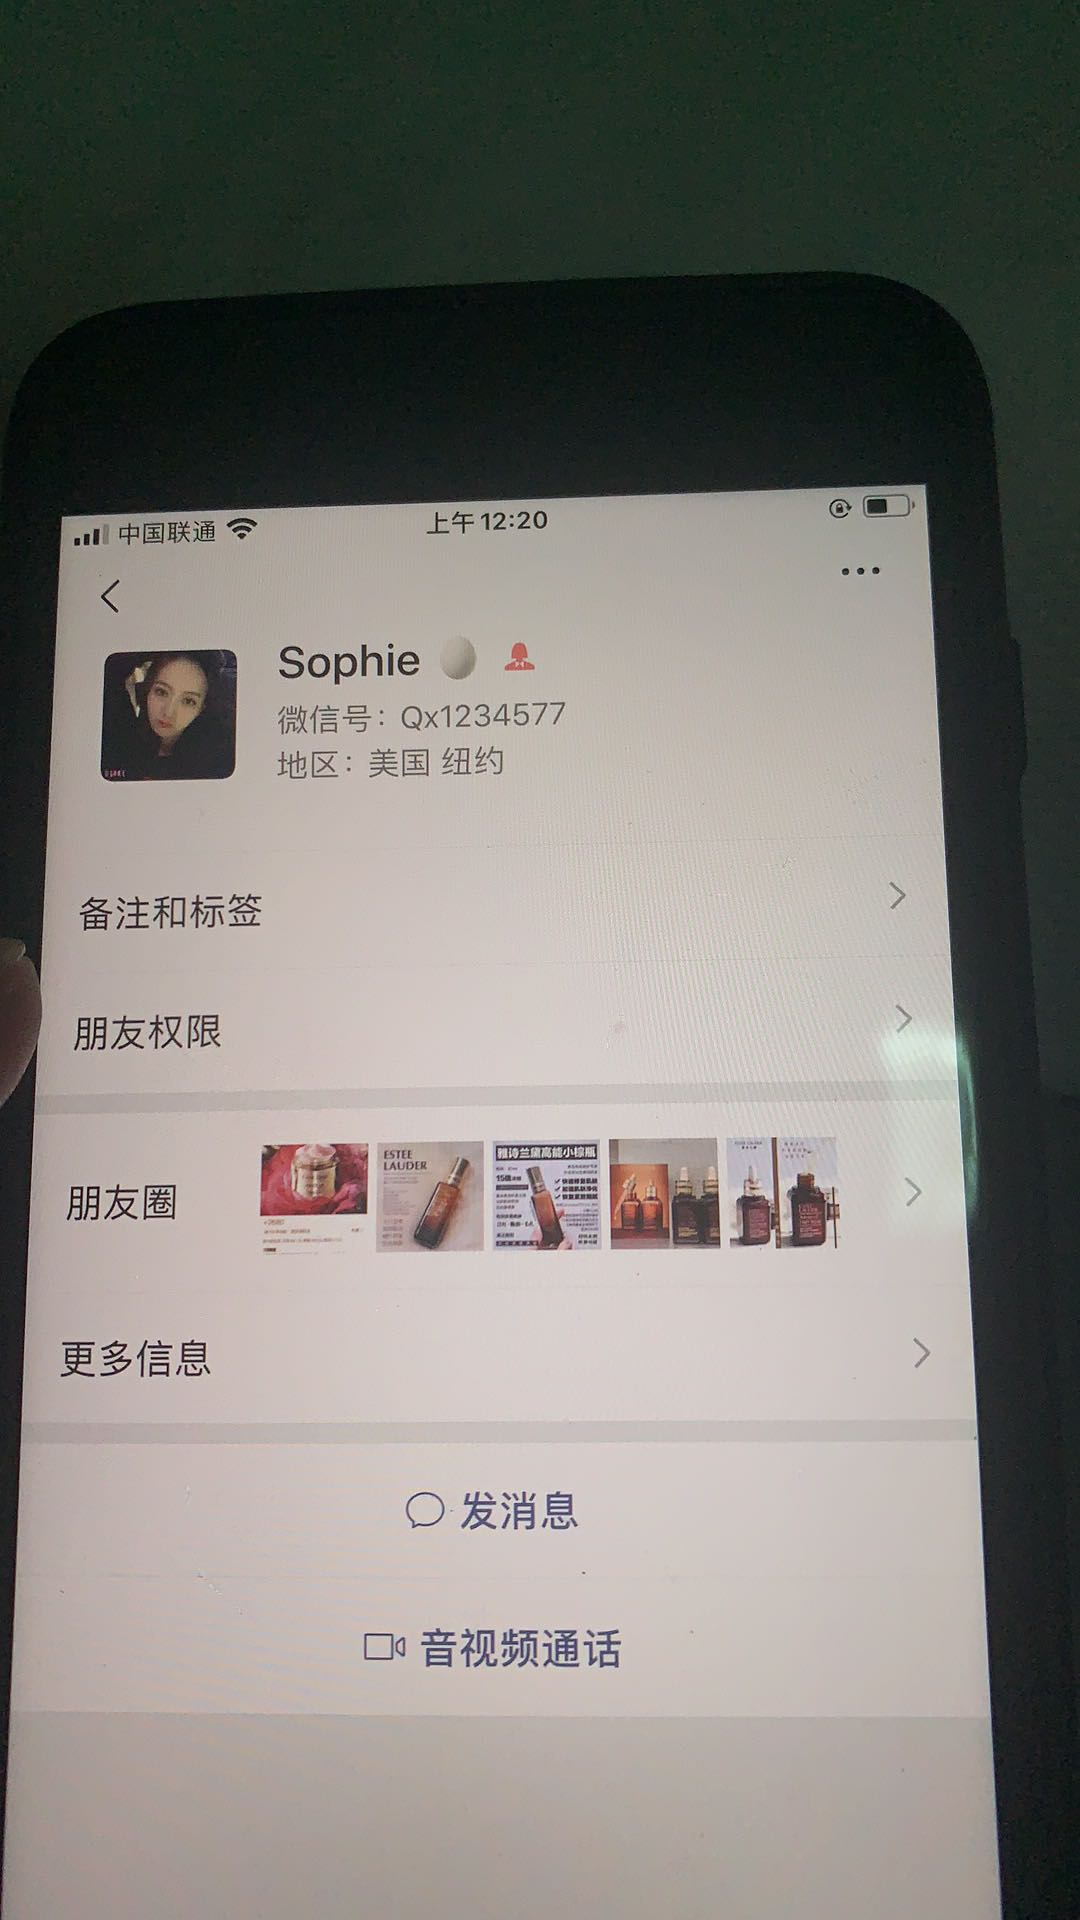 中国联通
上午12:20
Sophie
微信号：Qx1234577
地区：美国 纽约
备注和标签
朋友权限
朋友圈
ESTEE
LAUDER
雅诗兰黛高能小棕瓶
更多信息
发消息
音视频通话